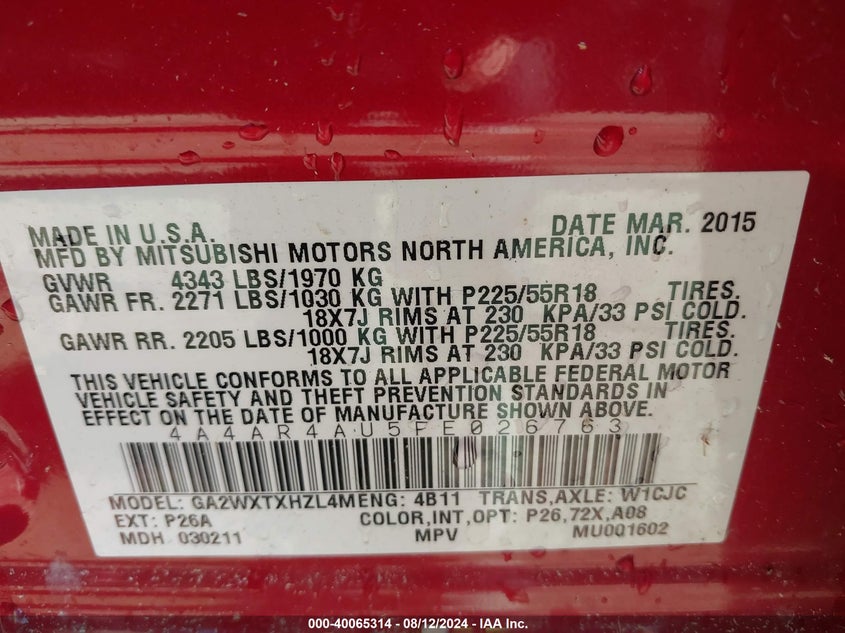 MADE IN U.S.A. DATE MAR. 2015
MFD BY MITSUBISHI MOTORS NORTH AMERICA, INC.
GVWR 4343 LBS/1970 KG
GAWR FR. 2271 LBS/1030 KG WITH P225/55R18 TIRES.
18X7J RIMS AT 230 KPA/33 PSI COLD.
GAWR RR. 2205 LBS/1000 KG WITH P225/55R18 TIRES.
18X7J RIMS AT 230 KPA/33 PSI COLD.
THIS VEHICLE CONFORMS TO ALL APPLICABLE FEDERAL MOTOR
VEHICLE SAFETY AND THEFT PREVENTION STANDARDS IN
EFFECT ON THE DATE OF MANUFACTURE SHOWN ABOVE.
4A4AR4AU5FE026763
MODEL: GA2WXTXHZL4M ENG: 4B11 TRANS,AXLE: W1CJC
EXT: P26A COLOR,INT,OPT: P26,72X,A08
MDH 030211 MPV MU001602
000-40065314 - 08/12/2024 - IAA Inc.